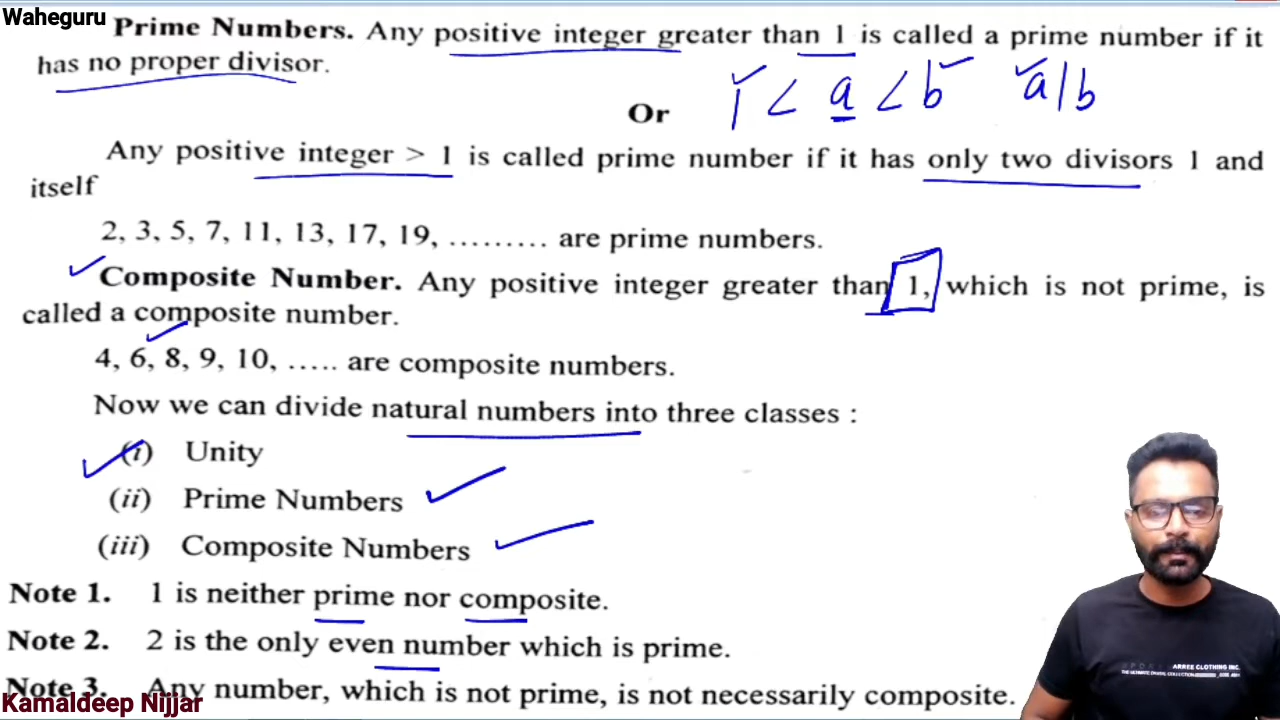 Waheguru
Prime Numbers. Any positive integer greater than 1 is called a prime number if it
has no proper divisor.
1 < a < b a/b
Or
Any positive integer > 1 is called prime number if it has only two divisors 1 and
itself
2, 3, 5, 7, 11, 13, 17, 19, ......... are prime numbers.
Composite Number. Any positive integer greater than 1, which is not prime, is
called a composite number.
4, 6, 8, 9, 10, ..... are composite numbers.
Now we can divide natural numbers into three classes :
(i) Unity
(ii) Prime Numbers
(iii) Composite Numbers
Note 1. 1 is neither prime nor composite.
Note 2. 2 is the only even number which is prime.
Note 3. Any number, which is not prime, is not necessarily composite.
Kamaldeep Nijjar
ARREE CLOTHING INC.